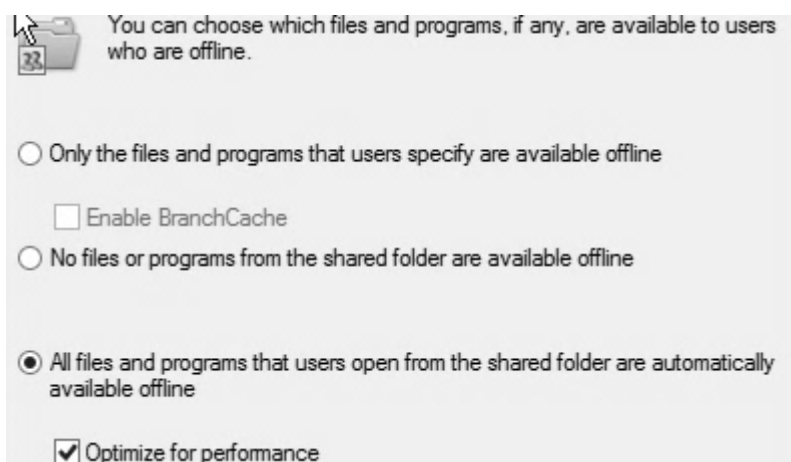 You can choose which files and programs, if any, are available to users
who are offline.
Only the files and programs that users specify are available offline
Enable BranchCache
No files or programs from the shared folder are available offline
All files and programs that users open from the shared folder are automatically
available offline
Optimize for performance